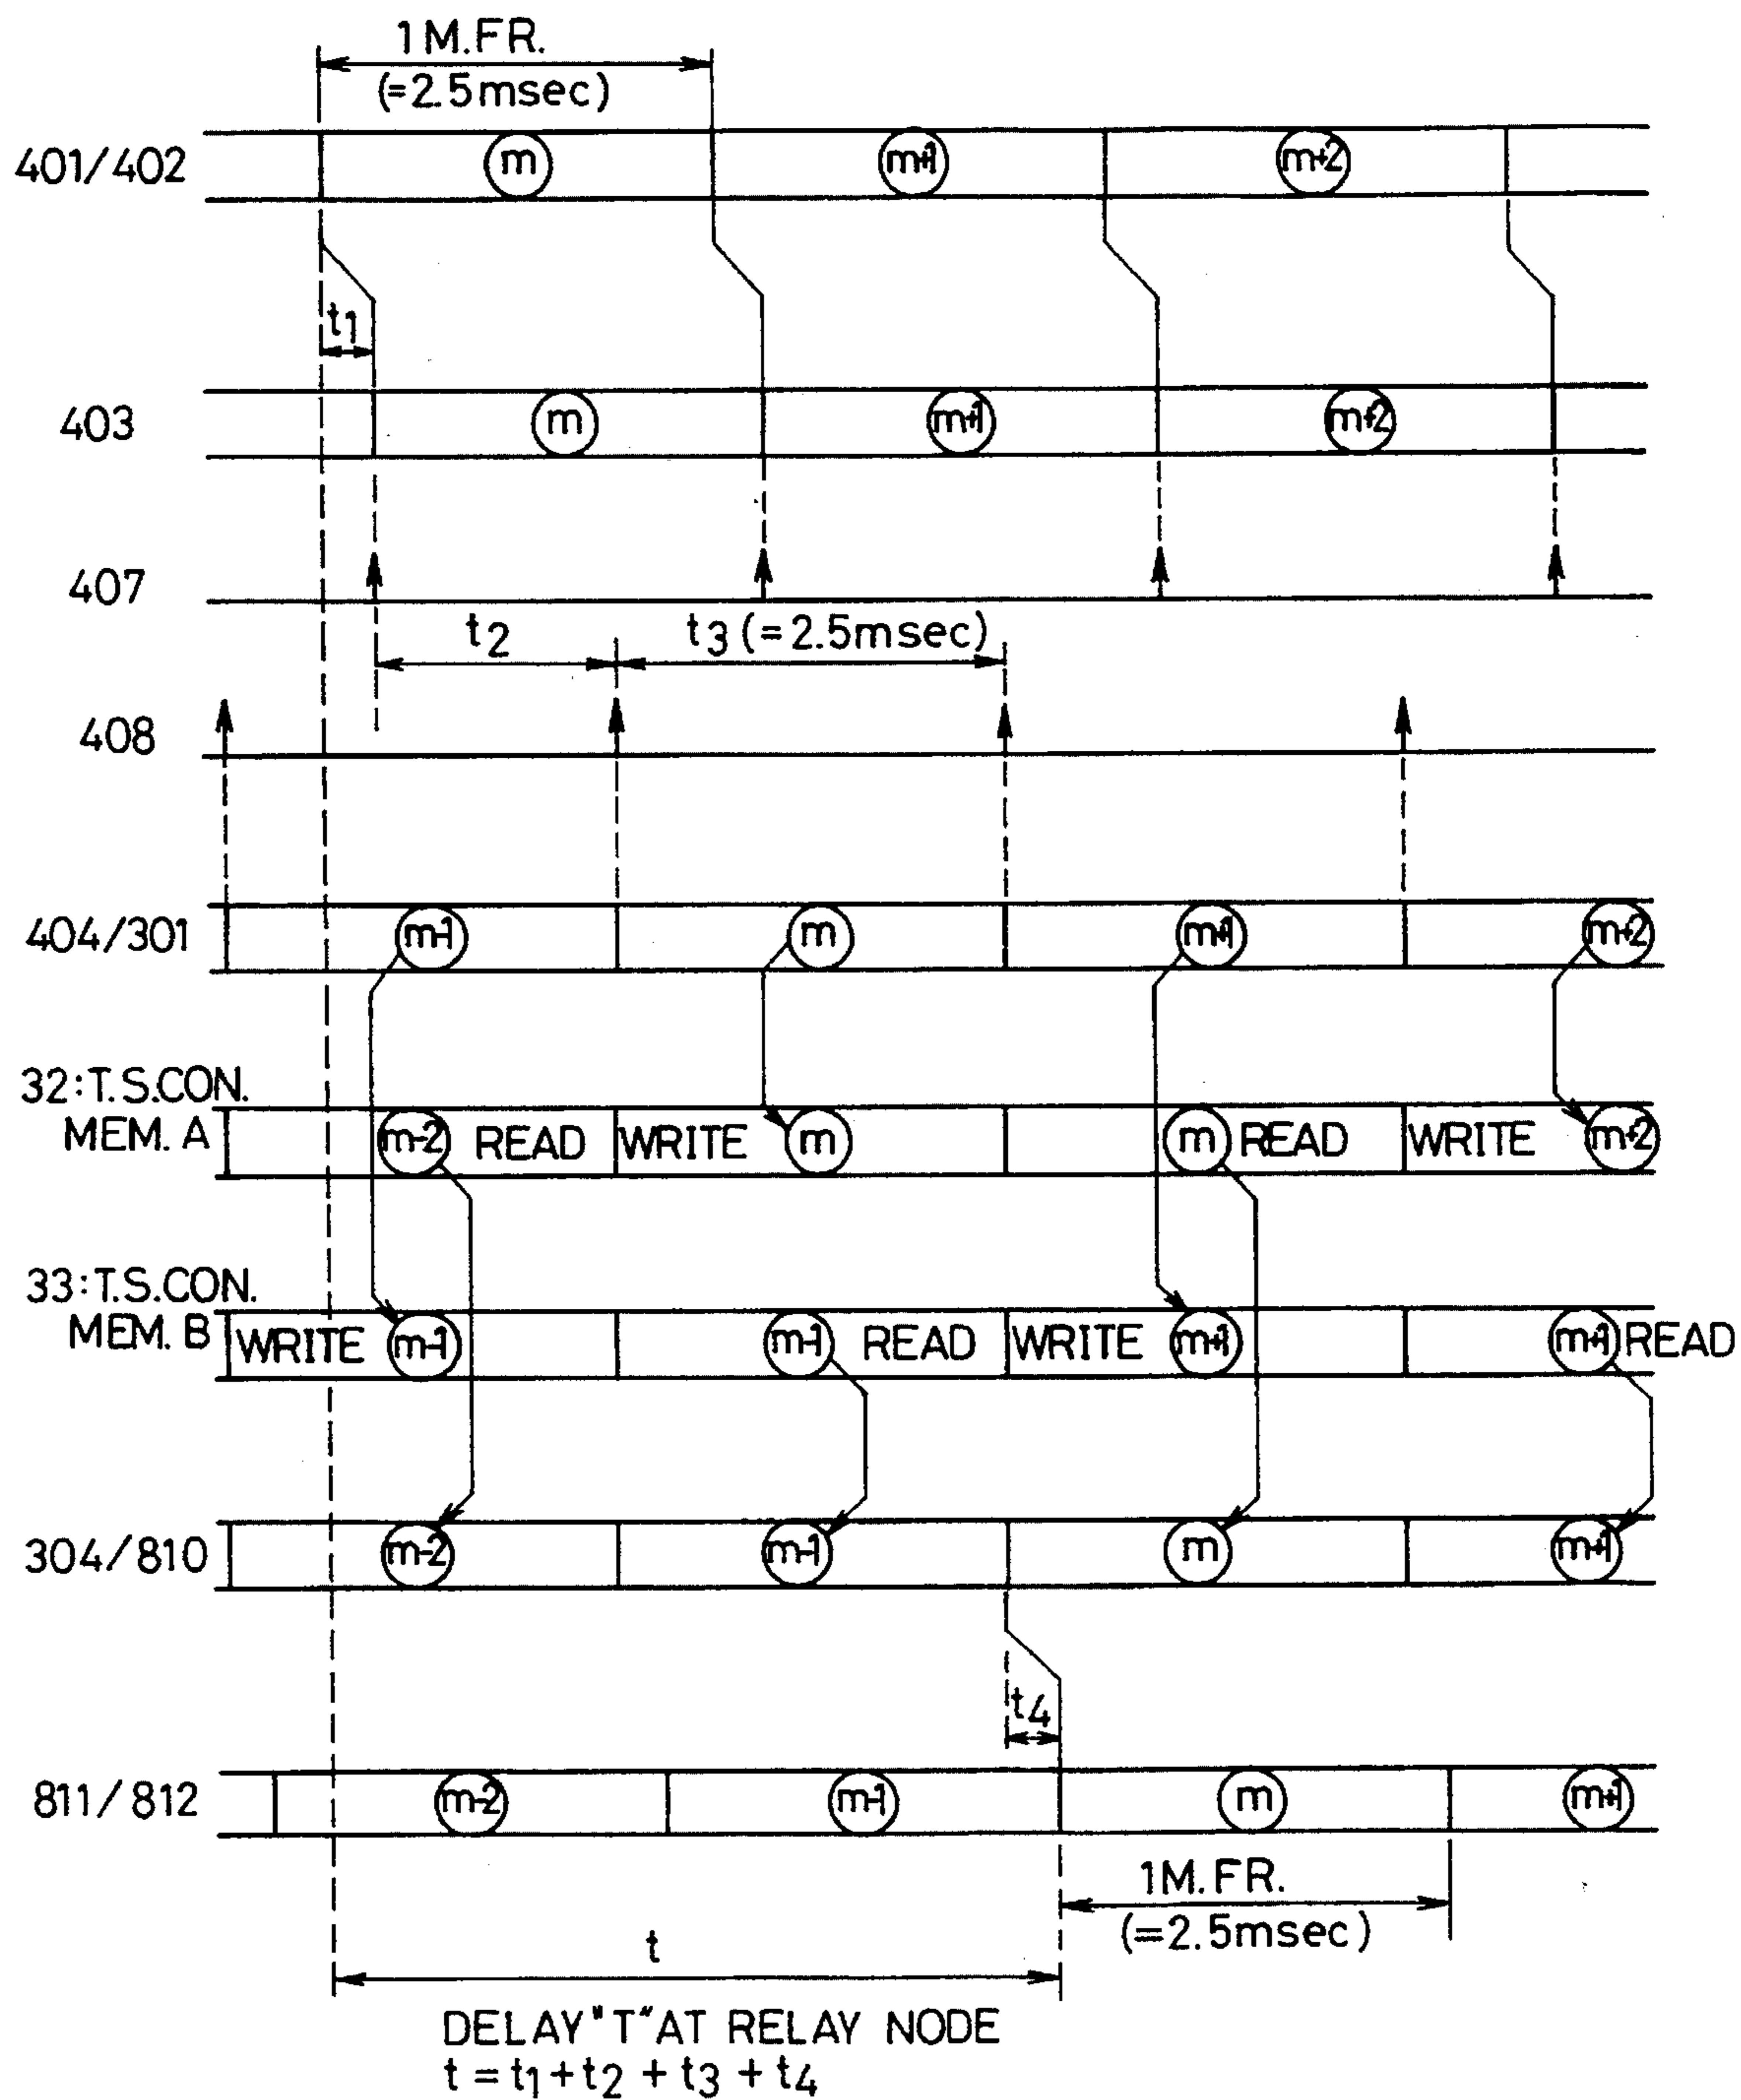 1 M.FR.
(=2.5msec)
401/402 m m+1 m+2
t1
403 m m+1 m+2
407
t2 t3 (=2.5msec)
408
404/301 m-1 m m+1 m+2
32:T.S.CON.
MEM. A m-2 READ WRITE m m READ WRITE m+2
33:T.S.CON.
MEM. B WRITE m-1 m-1 READ WRITE m+1 m+1 READ
304/810 m-2 m-1 m m+1
t4
811/812 m-2 m-1 m m+1
1M.FR.
(=2.5msec)
t
DELAY "T" AT RELAY NODE
t = t1+t2 + t3 + t4